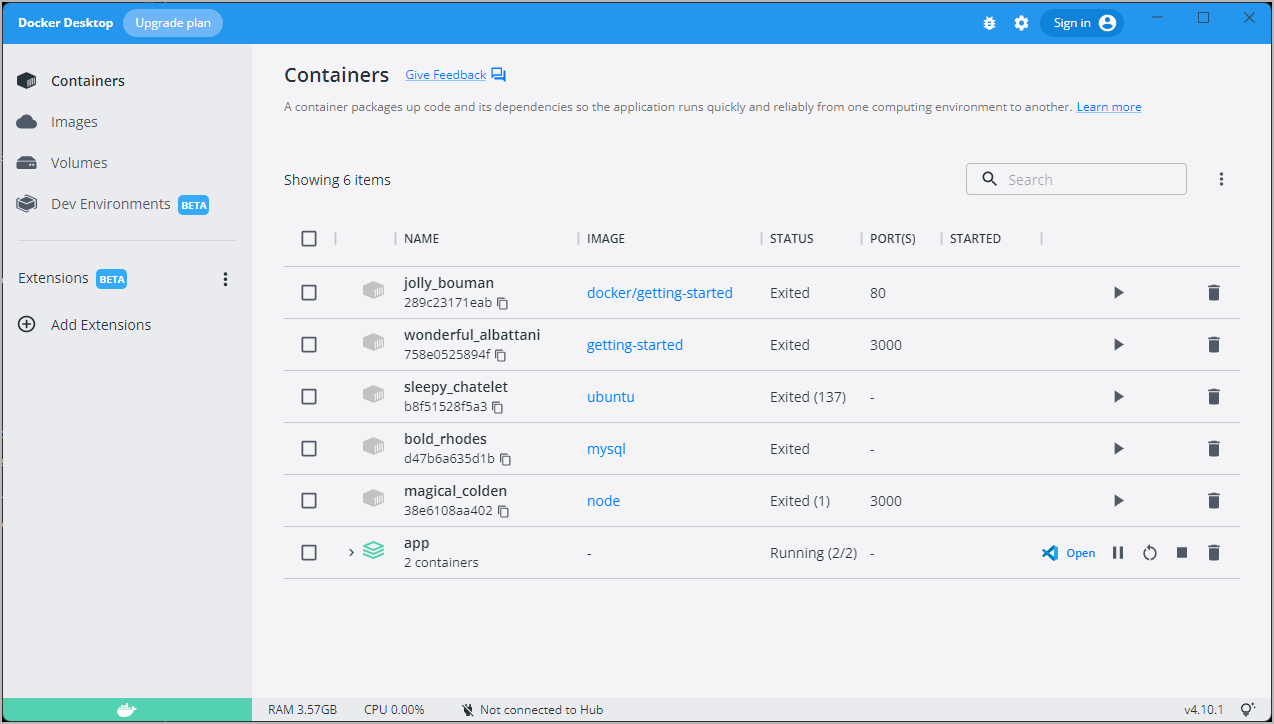 Docker Desktop Upgrade plan Sign in
Containers
Images
Volumes
Dev Environments BETA
Extensions BETA
Add Extensions
Containers Give Feedback
A container packages up code and its dependencies so the application runs quickly and reliably from one computing environment to another. Learn more
Showing 6 items Search
NAME IMAGE STATUS PORT(S) STARTED
jolly_bouman
289c23171eab docker/getting-started Exited 80
wonderful_albattani
758e0525894f getting-started Exited 3000
sleepy_chatelet
b8f51528f5a3 ubuntu Exited (137) -
bold_rhodes
d47b6a635d1b mysql Exited -
magical_colden
38e6108aa402 node Exited (1) 3000
app
2 containers - Running (2/2) - Open
RAM 3.57GB CPU 0.00% Not connected to Hub v4.10.1